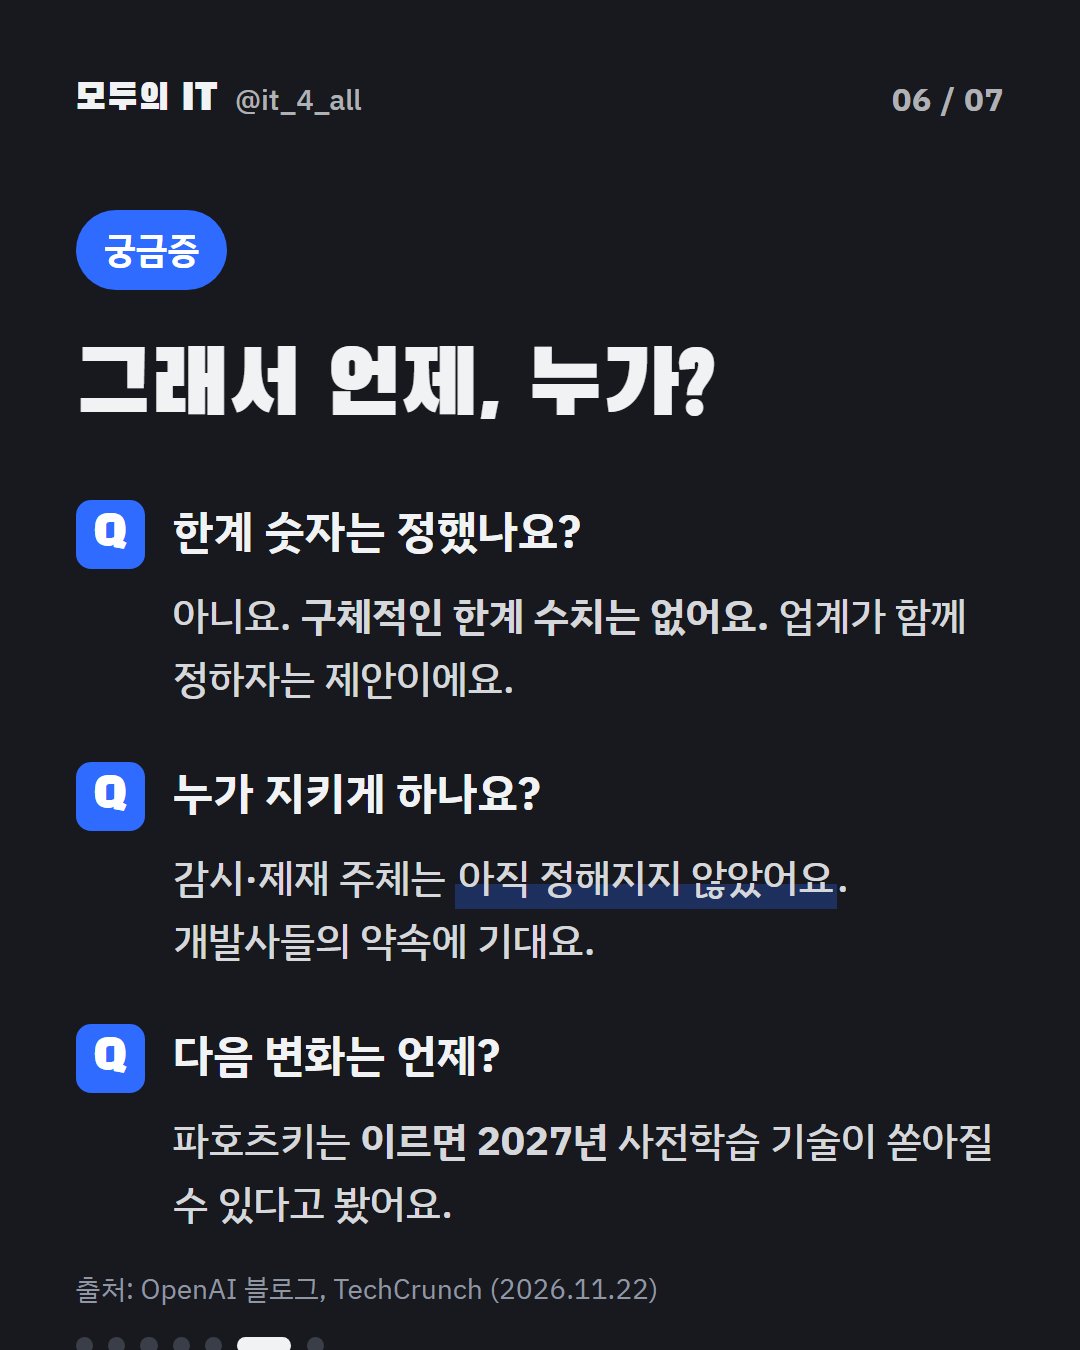 모두의 IT @it_4_all
06 / 07
궁금증
그래서 언제, 누가?
Q 한계 숫자는 정했나요?
아니요. 구체적인 한계 수치는 없어요. 업계가 함께
정하자는 제안이에요.
Q 누가 지키게 하나요?
감시·제재 주체는 아직 정해지지 않았어요.
개발사들의 약속에 기대요.
Q 다음 변화는 언제?
파호츠키는 이르면 2027년 사전학습 기술이 쏟아질
수 있다고 봤어요.
출처: OpenAI 블로그, TechCrunch (2026.11.22)